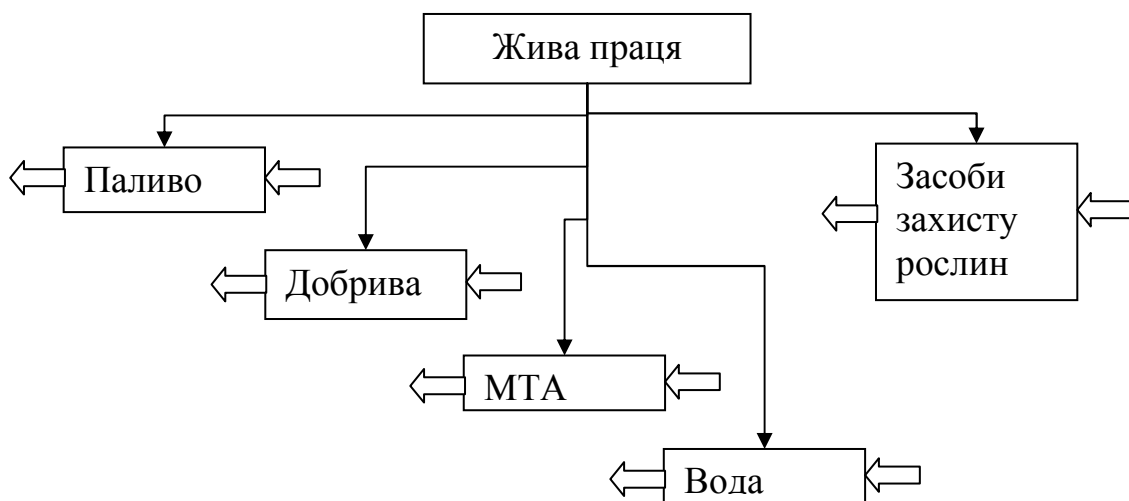 Жива праця
Паливо
Засоби
захисту
рослин
Добрива
МТА
Вода